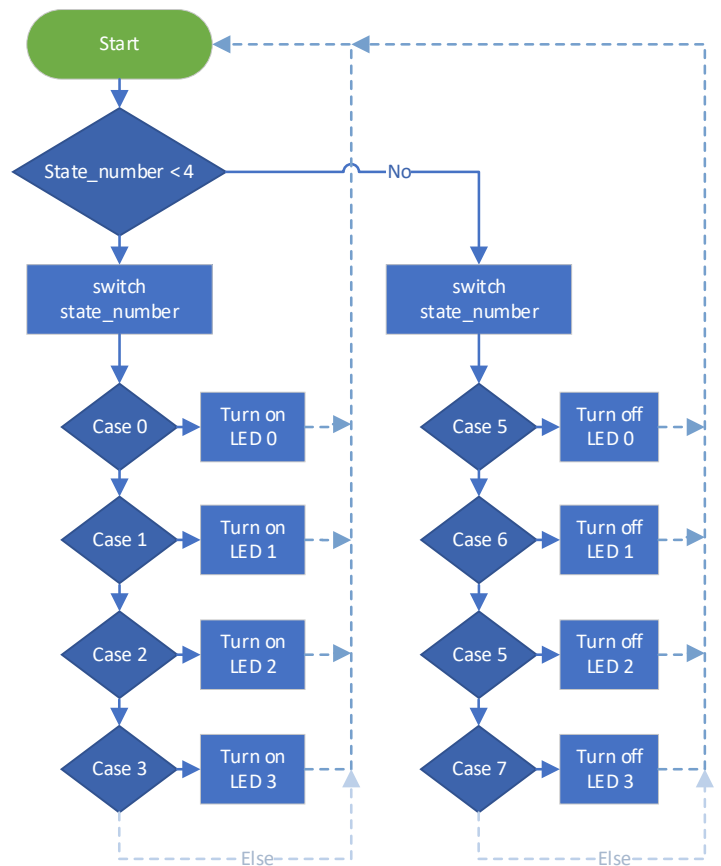 Start
State_number < 4
No
switch
state_number
switch
state_number
Case 0
Turn on
LED 0
Case 5
Turn off
LED 0
Case 1
Turn on
LED 1
Case 6
Turn off
LED 1
Case 2
Turn on
LED 2
Case 5
Turn off
LED 2
Case 3
Turn on
LED 3
Case 7
Turn off
LED 3
Else
Else